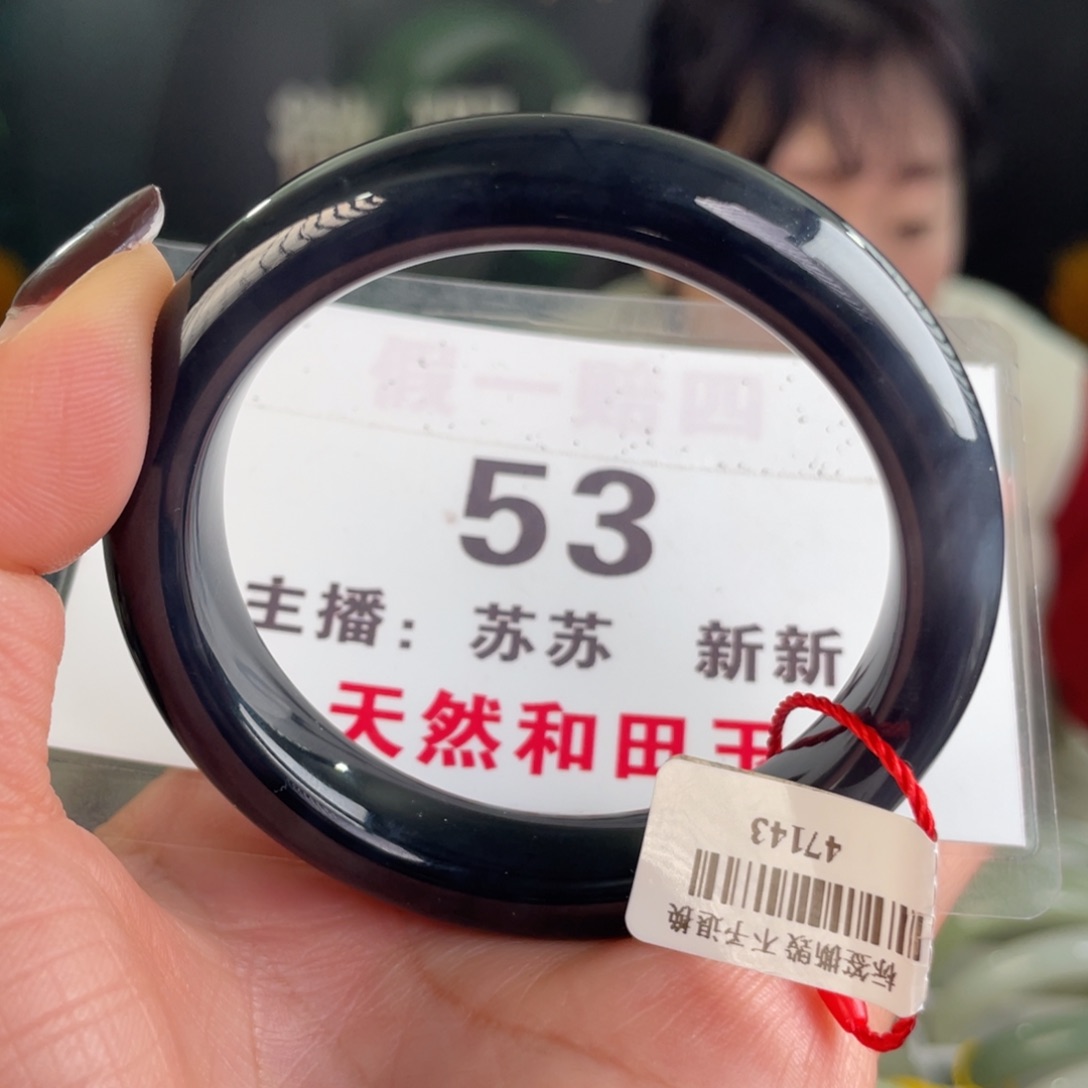 假一赔四
53
主播: 苏苏 新新
天然和田玉
47143
标签撕毁 不予退换